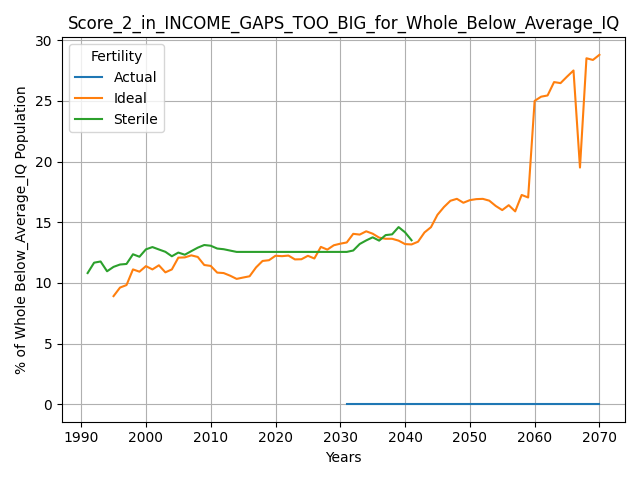 Score_2_in_INCOME_GAPS_TOO_BIG_for_Whole_Below_Average_IQ
Fertility
Actual
Ideal
Sterile
% of Whole Below_Average_IQ Population
30
25
20
15
10
5
0
1990 2000 2010 2020 2030 2040 2050 2060 2070
Years